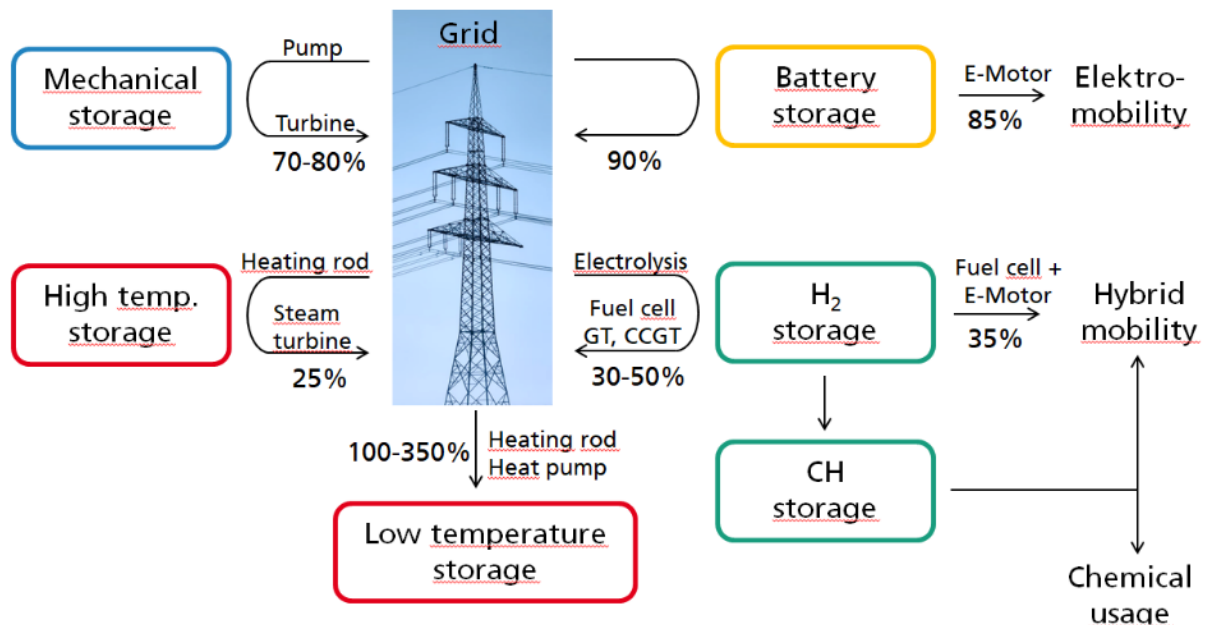 Grid
Pump
Mechanical
storage
Turbine
70-80%
90%
Battery
storage
E-Motor
85%
Elektro-
mobility
Heating rod
High temp.
storage
Steam
turbine
25%
Electrolysis
Fuel cell
GT, CCGT
30-50%
H₂
storage
Fuel cell +
E-Motor
35%
Hybrid
mobility
100-350%
Heating rod
Heat pump
Low temperature
storage
CH
storage
Chemical
usage